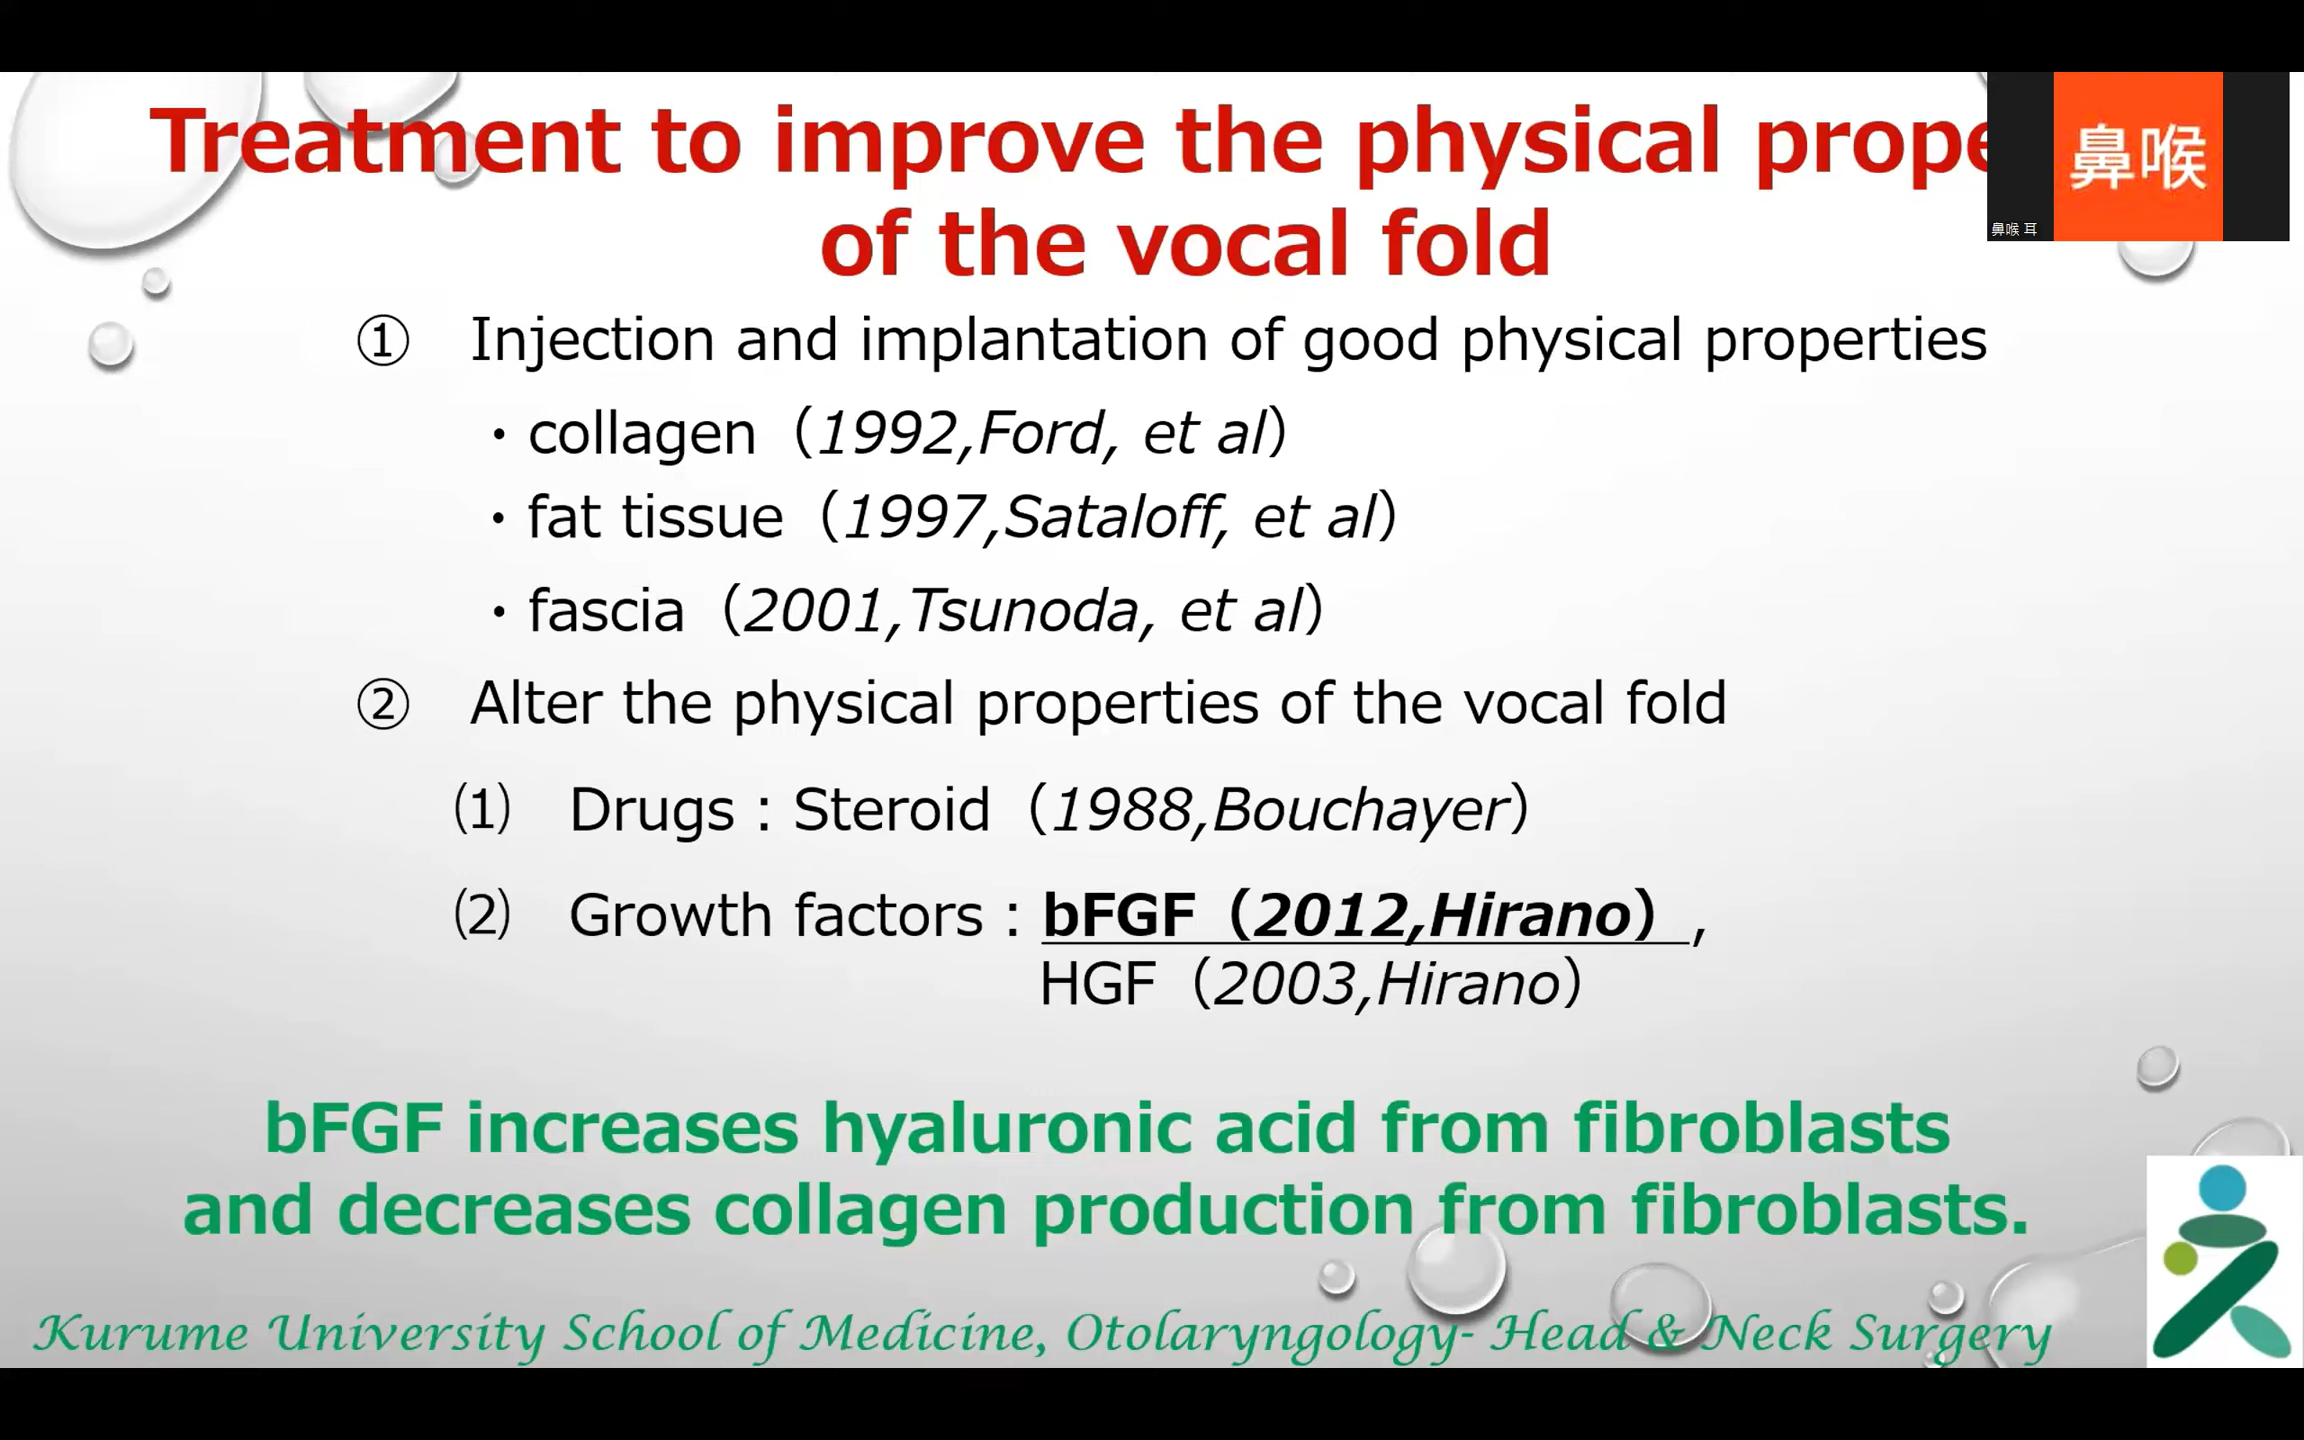 Treatment to improve the physical prope
of the vocal fold
鼻喉
鼻喉 耳
① Injection and implantation of good physical properties
・collagen（1992,Ford, et al）
・fat tissue（1997,Sataloff, et al）
・fascia（2001,Tsunoda, et al）
② Alter the physical properties of the vocal fold
⑴ Drugs : Steroid（1988,Bouchayer）
⑵ Growth factors : bFGF（2012,Hirano）,
HGF（2003,Hirano）
bFGF increases hyaluronic acid from fibroblasts
and decreases collagen production from fibroblasts.
Kurume University School of Medicine, Otolaryngology- Head & Neck Surgery